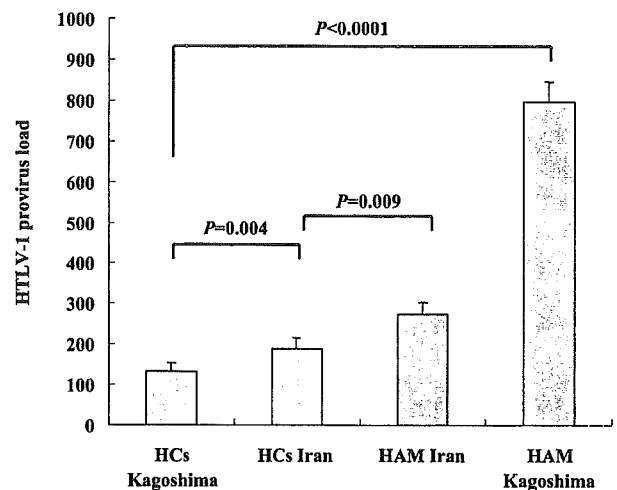 P<0.0001
P=0.009
P=0.004
HTLV-1 provirus load
1000
900
800
700
600
500
400
300
200
100
0
HCs
Kagoshima
HCs Iran
HAM Iran
HAM
Kagoshima